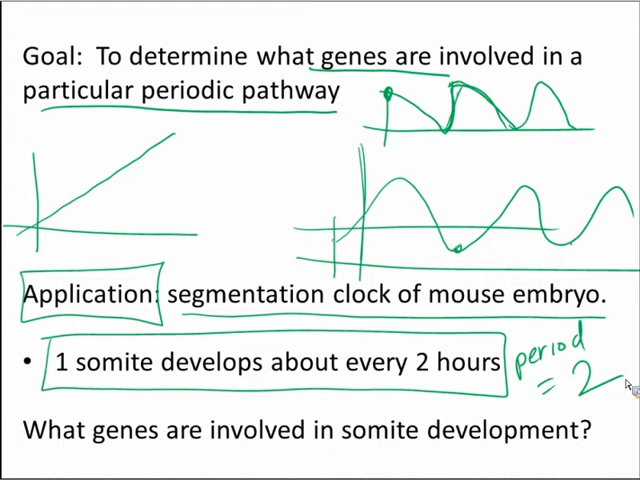 Goal: To determine what genes are involved in a
particular periodic pathway
Application: segmentation clock of mouse embryo.
• 1 somite develops about every 2 hours
period
= 2
What genes are involved in somite development?